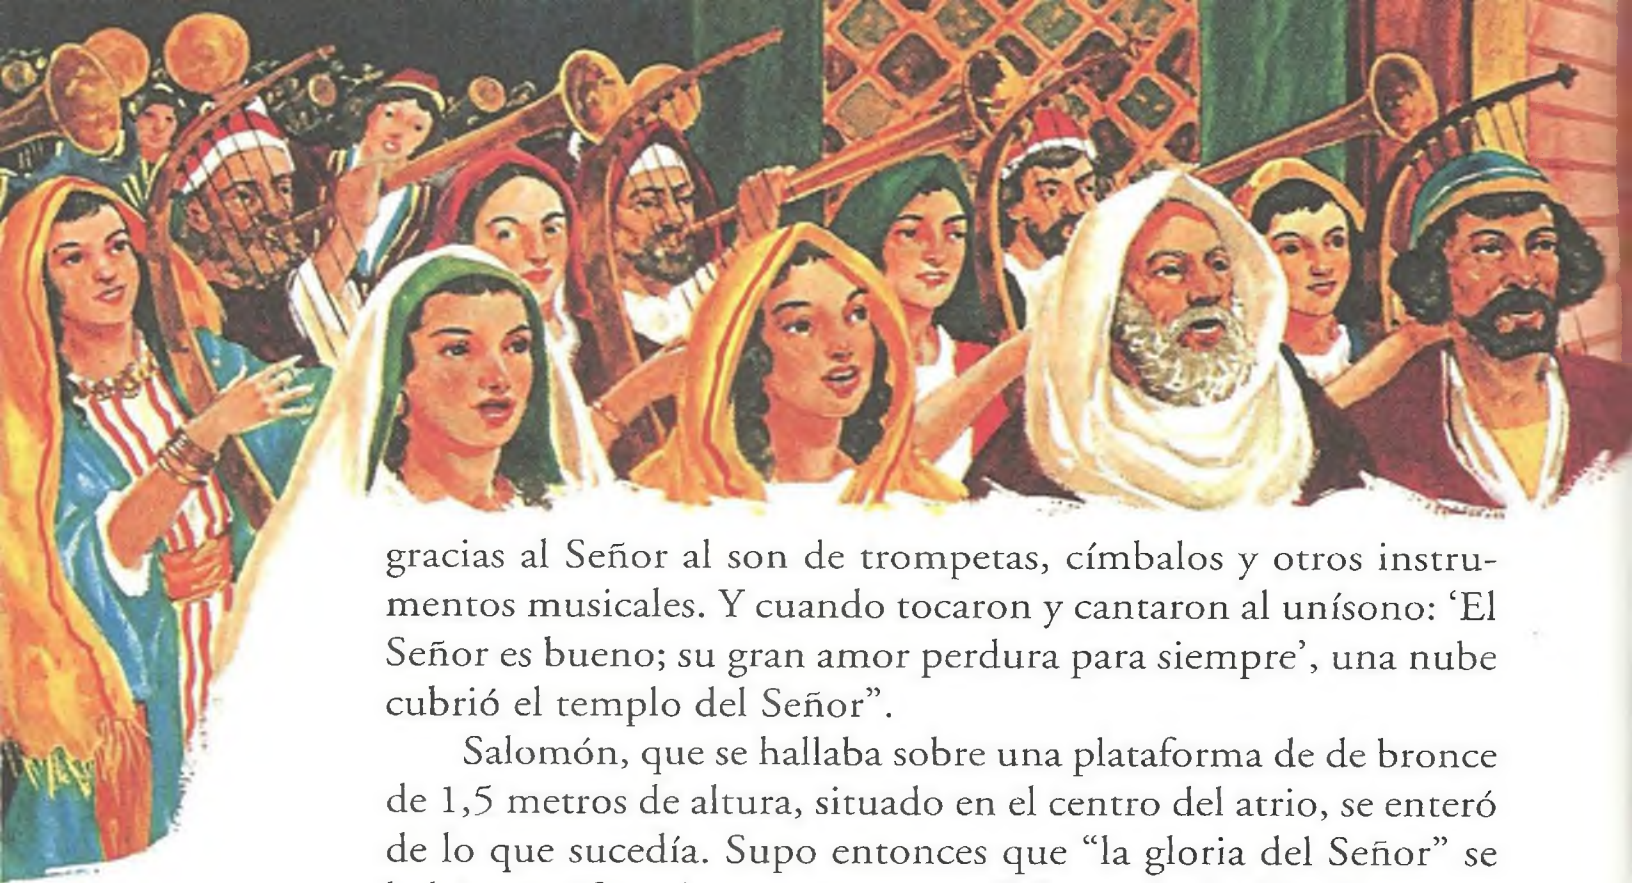 gracias al Señor al son de trompetas, címbalos y otros instru-
mentos musicales. Y cuando tocaron y cantaron al unísono: ‘El
Señor es bueno; su gran amor perdura para siempre’, una nube
cubrió el templo del Señor”.
Salomón, que se hallaba sobre una plataforma de de bronce
de 1,5 metros de altura, situado en el centro del atrio, se enteró
de lo que sucedía. Supo entonces que “la gloria del Señor” se